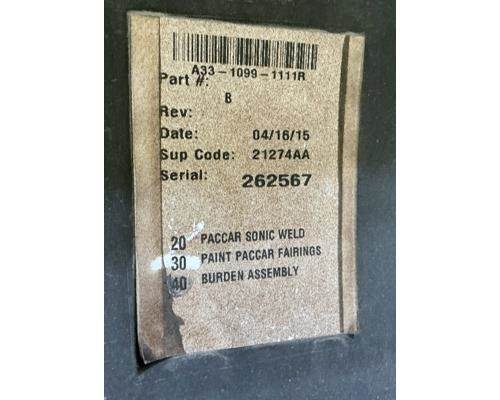 A33-1099-1111R
Part #:
B
Rev:
Date: 04/16/15
Sup Code: 21274AA
Serial: 262567
20 PACCAR SONIC WELD
30 PAINT PACCAR FAIRINGS
40 BURDEN ASSEMBLY